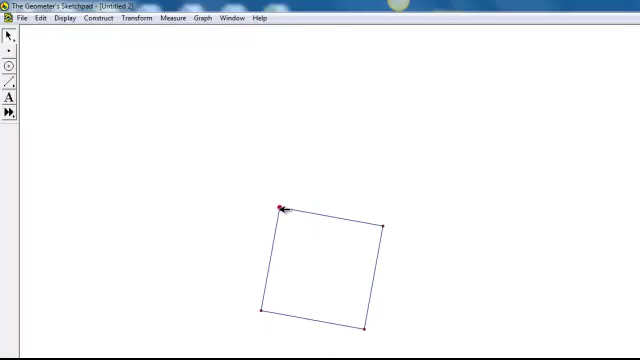 The Geometer's Sketchpad - [Untitled 2]
File Edit Display Construct Transform Measure Graph Window Help
A